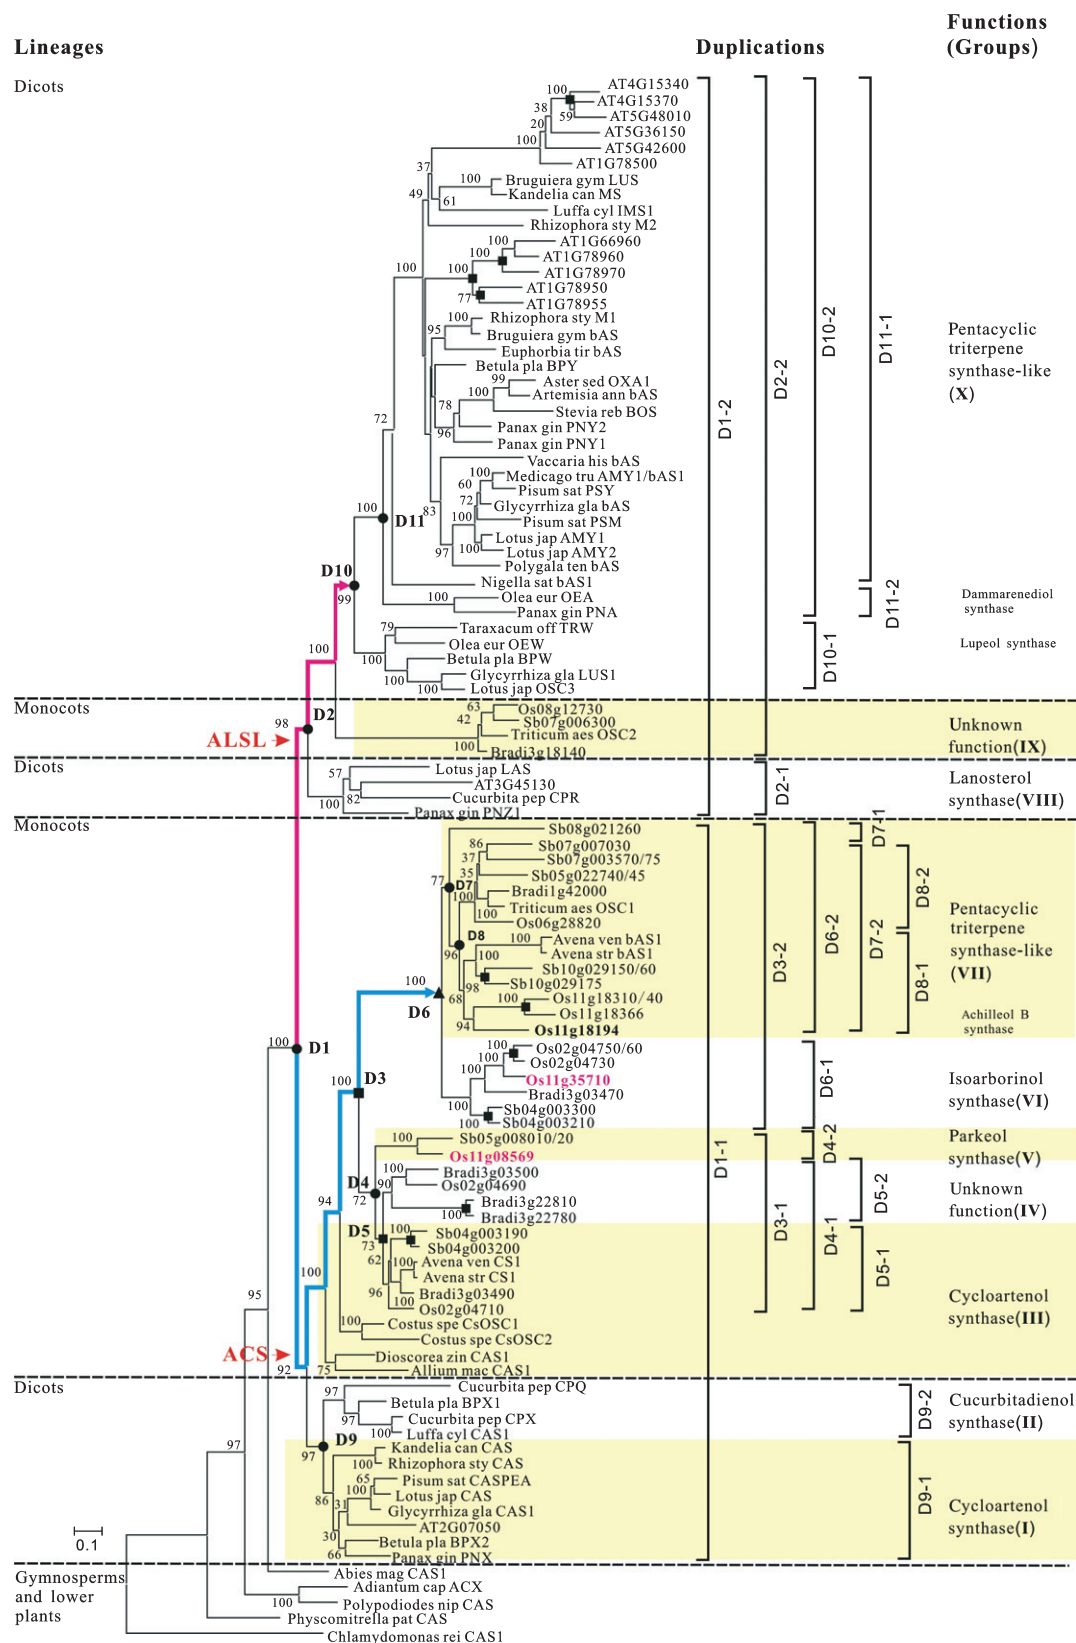 Lineages
Duplications
Functions
(Groups)
Dicots
AT4G15340
100
AT4G15370
38
59
AT5G48010
20
AT5G36150
100
AT5G42600
AT1G78500
37
100
Bruguiera gym LUS
Kandelia can MS
49
61
Luffa cyl IMS1
Rhizophora sty M2
100
AT1G66960
100
AT1G78960
100
100
AT1G78970
AT1G78950
77
AT1G78955
100
Rhizophora sty M1
95
Bruguiera gym bAS
Euphorbia tir bAS
Betula pla BPY
99
Aster sed OXA1
100
Artemisia ann bAS
78
Stevia reb BOS
96
Panax gin PNY2
Panax gin PNY1
72
Vaccaria his bAS
100
Medicago tru AMY1/bAS1
60
Pisum sat PSY
72
Glycyrrhiza gla bAS
83
100
Pisum sat PSM
100
D11
Lotus jap AMY1
97
100
Lotus jap AMY2
Polygala ten bAS
D10
Nigella sat bAS1
99
100
Olea eur OEA
Panax gin PNA
79
Taraxacum off TRW
Olea eur OEW
100
100
Betula pla BPW
100
Glycyrrhiza gla LUS1
100
Lotus jap OSC3
D1-2
D2-2
D10-2
D11-1
D11-2
D10-1
Pentacyclic
triterpene
synthase-like
(X)
Dammarenediol
synthase
Lupeol synthase
Monocots
98
D2
ALSL
63
Os08g12730
42
Sb07g006300
Triticum aes OSC2
100
Bradi3g18140
Unknown
function(IX)
Dicots
57
Lotus jap LAS
AT3G45130
100
82
Cucurbita pep CPR
Panax gin PNZ1
D2-1
Lanosterol
synthase(VIII)
Monocots
Sb08g021260
86
Sb07g007030
37
Sb07g003570/75
35
Sb05g022740/45
77
D7
Bradi1g42000
100
100
Triticum aes OSC1
Os06g28820
D8
100
Avena ven bAS1
96
100
Avena str bAS1
Sb10g029150/60
98
Sb10g029175
68
100
Os11g18310/40
Os11g18366
94
Os11g18194
100
D6
D7-1
D8-2
D7-2
D6-2
D3-2
D8-1
Pentacyclic
triterpene
synthase-like
(VII)
Achilleol B
synthase
100
D1
100
Os02g04750/60
100
Os02g04730
100
Os11g35710
Bradi3g03470
100
Sb04g003300
100
Sb04g003210
100
D3
D6-1
Isoarborinol
synthase(VI)
100
Sb05g008010/20
Os11g08569
D1-1
D4-2
Parkeol
synthase(V)
D4
72
100
Bradi3g03500
90
Os02g04690
Bradi3g22810
100
Bradi3g22780
94
D5-2
D3-1
D4-1
Unknown
function(IV)
D5
73
100
Sb04g003190
Sb04g003200
62
100
Avena ven CS1
100
Avena str CS1
96
Bradi3g03490
100
Os02g04710
100
Costus spe CsOSC1
Costus spe CsOSC2
D5-1
Cycloartenol
synthase(III)
95
ACS
92
75
Dioscorea zin CAS1
Allium mac CAS1
Dicots
97
Cucurbita pep CPQ
Betula pla BPX1
97
Cucurbita pep CPX
100
Luffa cyl CAS1
D9-2
Cucurbitadienol
synthase(II)
D9
97
97
Kandelia can CAS
100
Rhizophora sty CAS
65
Pisum sat CASPEA
86
100
Lotus jap CAS
31
Glycyrrhiza gla CAS1
AT2G07050
30
Betula pla BPX2
66
Panax gin PNX
D9-1
Cycloartenol
synthase(I)
0.1
Gymnosperms
and lower
plants
Abies mag CAS1
Adiantum cap ACX
100
Polypodiodes nip CAS
Physcomitrella pat CAS
Chlamydomonas rei CAS1